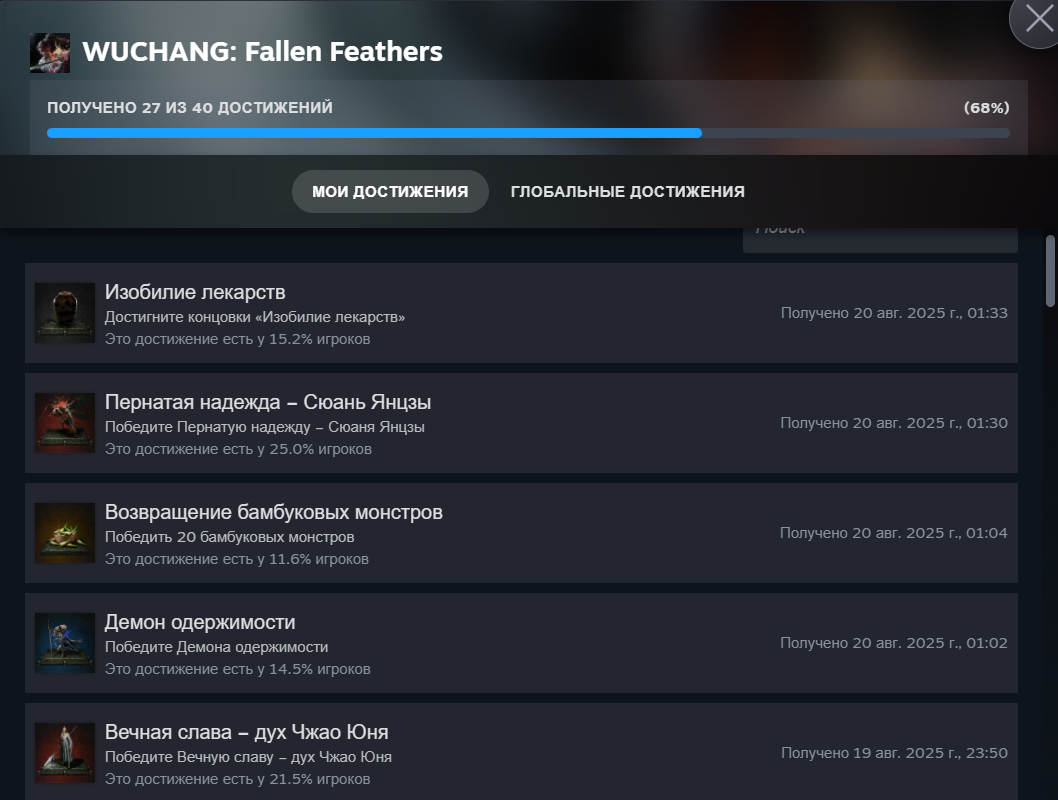 WUCHANG: Fallen Feathers
ПОЛУЧЕНО 27 ИЗ 40 ДОСТИЖЕНИЙ (68%)
МОИ ДОСТИЖЕНИЯ ГЛОБАЛЬНЫЕ ДОСТИЖЕНИЯ
Поиск
Изобилие лекарств
Достигните концовки «Изобилие лекарств»
Это достижение есть у 15.2% игроков
Получено 20 авг. 2025 г., 01:33
Пернатая надежда – Сюань Янцзы
Победите Пернатую надежду – Сюаня Янцзы
Это достижение есть у 25.0% игроков
Получено 20 авг. 2025 г., 01:30
Возвращение бамбуковых монстров
Победить 20 бамбуковых монстров
Это достижение есть у 11.6% игроков
Получено 20 авг. 2025 г., 01:04
Демон одержимости
Победите Демона одержимости
Это достижение есть у 14.5% игроков
Получено 20 авг. 2025 г., 01:02
Вечная слава – дух Чжао Юня
Победите Вечную славу – дух Чжао Юня
Это достижение есть у 21.5% игроков
Получено 19 авг. 2025 г., 23:50